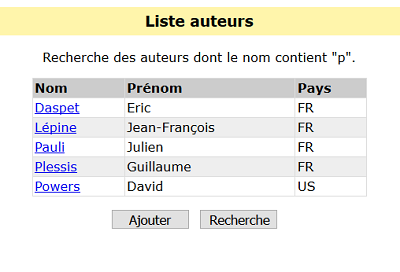 Liste auteurs
Recherche des auteurs dont le nom contient "p".
Nom Prénom Pays
Daspet Eric FR
Lépine Jean-François FR
Pauli Julien FR
Plessis Guillaume FR
Powers David US
Ajouter Recherche